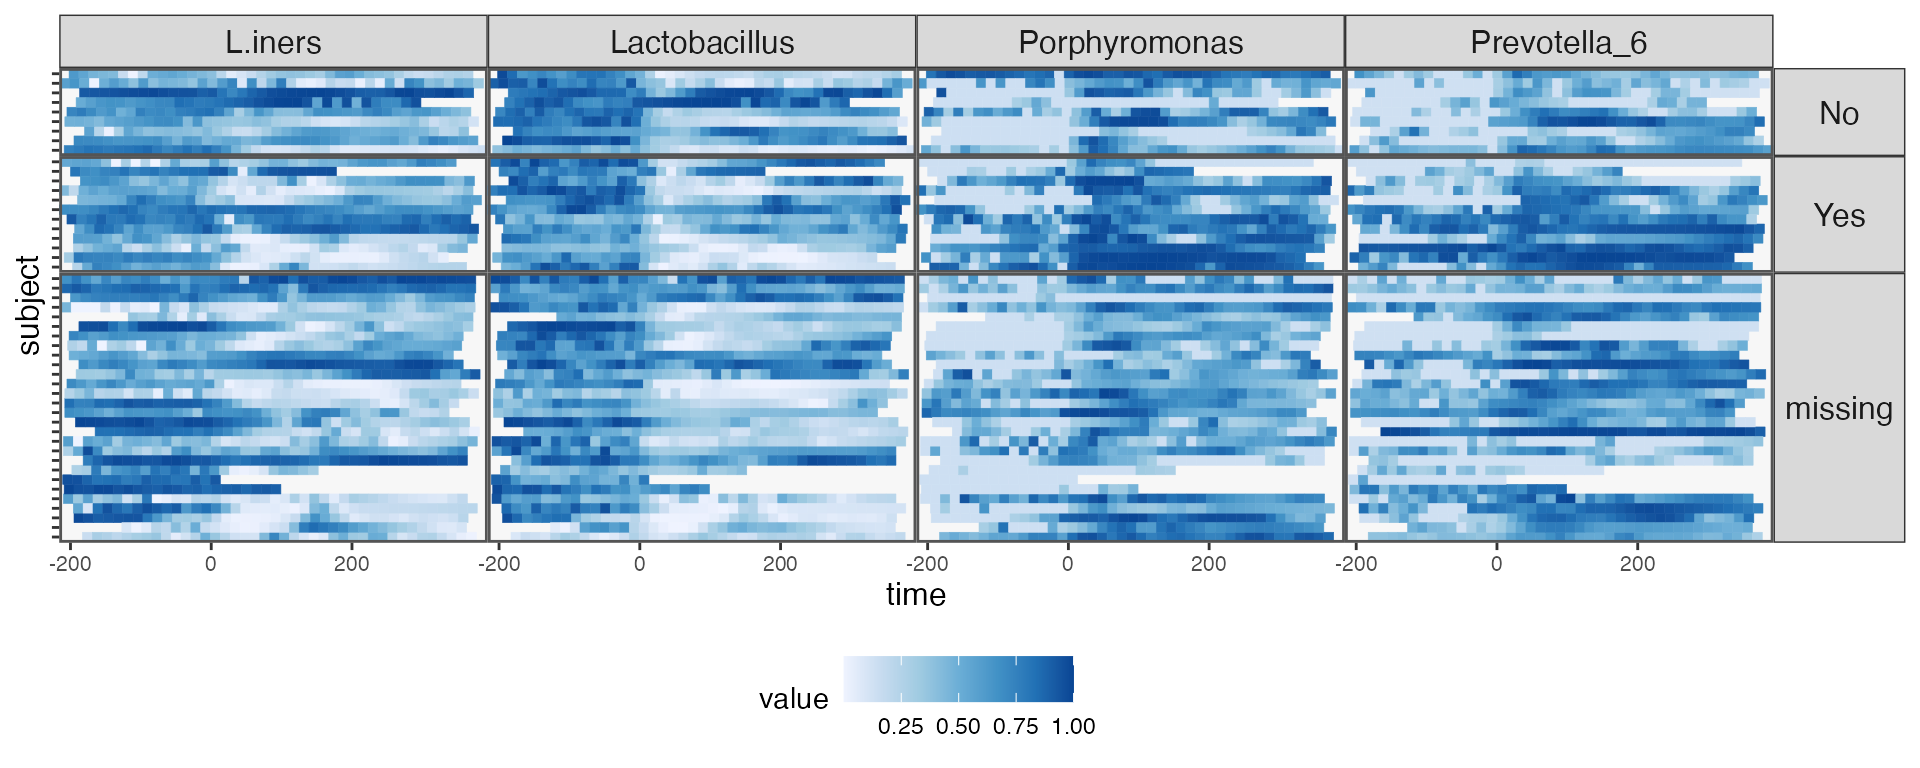 L.iners Lactobacillus Porphyromonas Prevotella_6
No
Yes
missing
subject
-200 0 200 -200 0 200 -200 0 200 -200 0 200
time
value
0.25 0.50 0.75 1.00